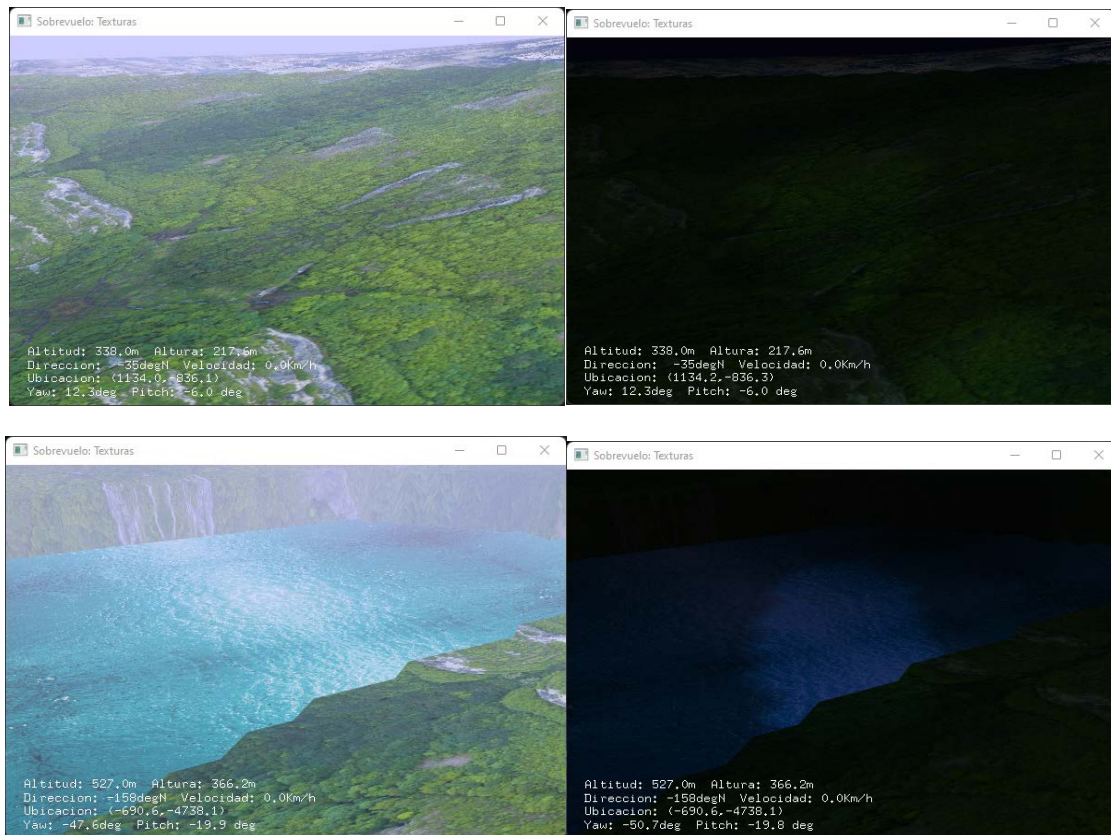 Sobrevuelo: Texturas
Altitud: 338.0m Altura: 217.6m
Direccion: -35degN Velocidad: 0.0Km/h
Ubicacion: (1134.0,-836.1)
Yaw: 12.3deg Pitch: -6.0 deg
Sobrevuelo: Texturas
Altitud: 338.0m Altura: 217.6m
Direccion: -35degN Velocidad: 0.0Km/h
Ubicacion: (1134.2,-836.3)
Yaw: 12.3deg Pitch: -6.0 deg
Sobrevuelo: Texturas
Altitud: 527.0m Altura: 366.2m
Direccion: -158degN Velocidad: 0.0Km/h
Ubicacion: (-690.6,-4738.1)
Yaw: -47.6deg Pitch: -19.9 deg
Sobrevuelo: Texturas
Altitud: 527.0m Altura: 366.2m
Direccion: -158degN Velocidad: 0.0Km/h
Ubicacion: (-690.6,-4738.1)
Yaw: -50.7deg Pitch: -19.8 deg